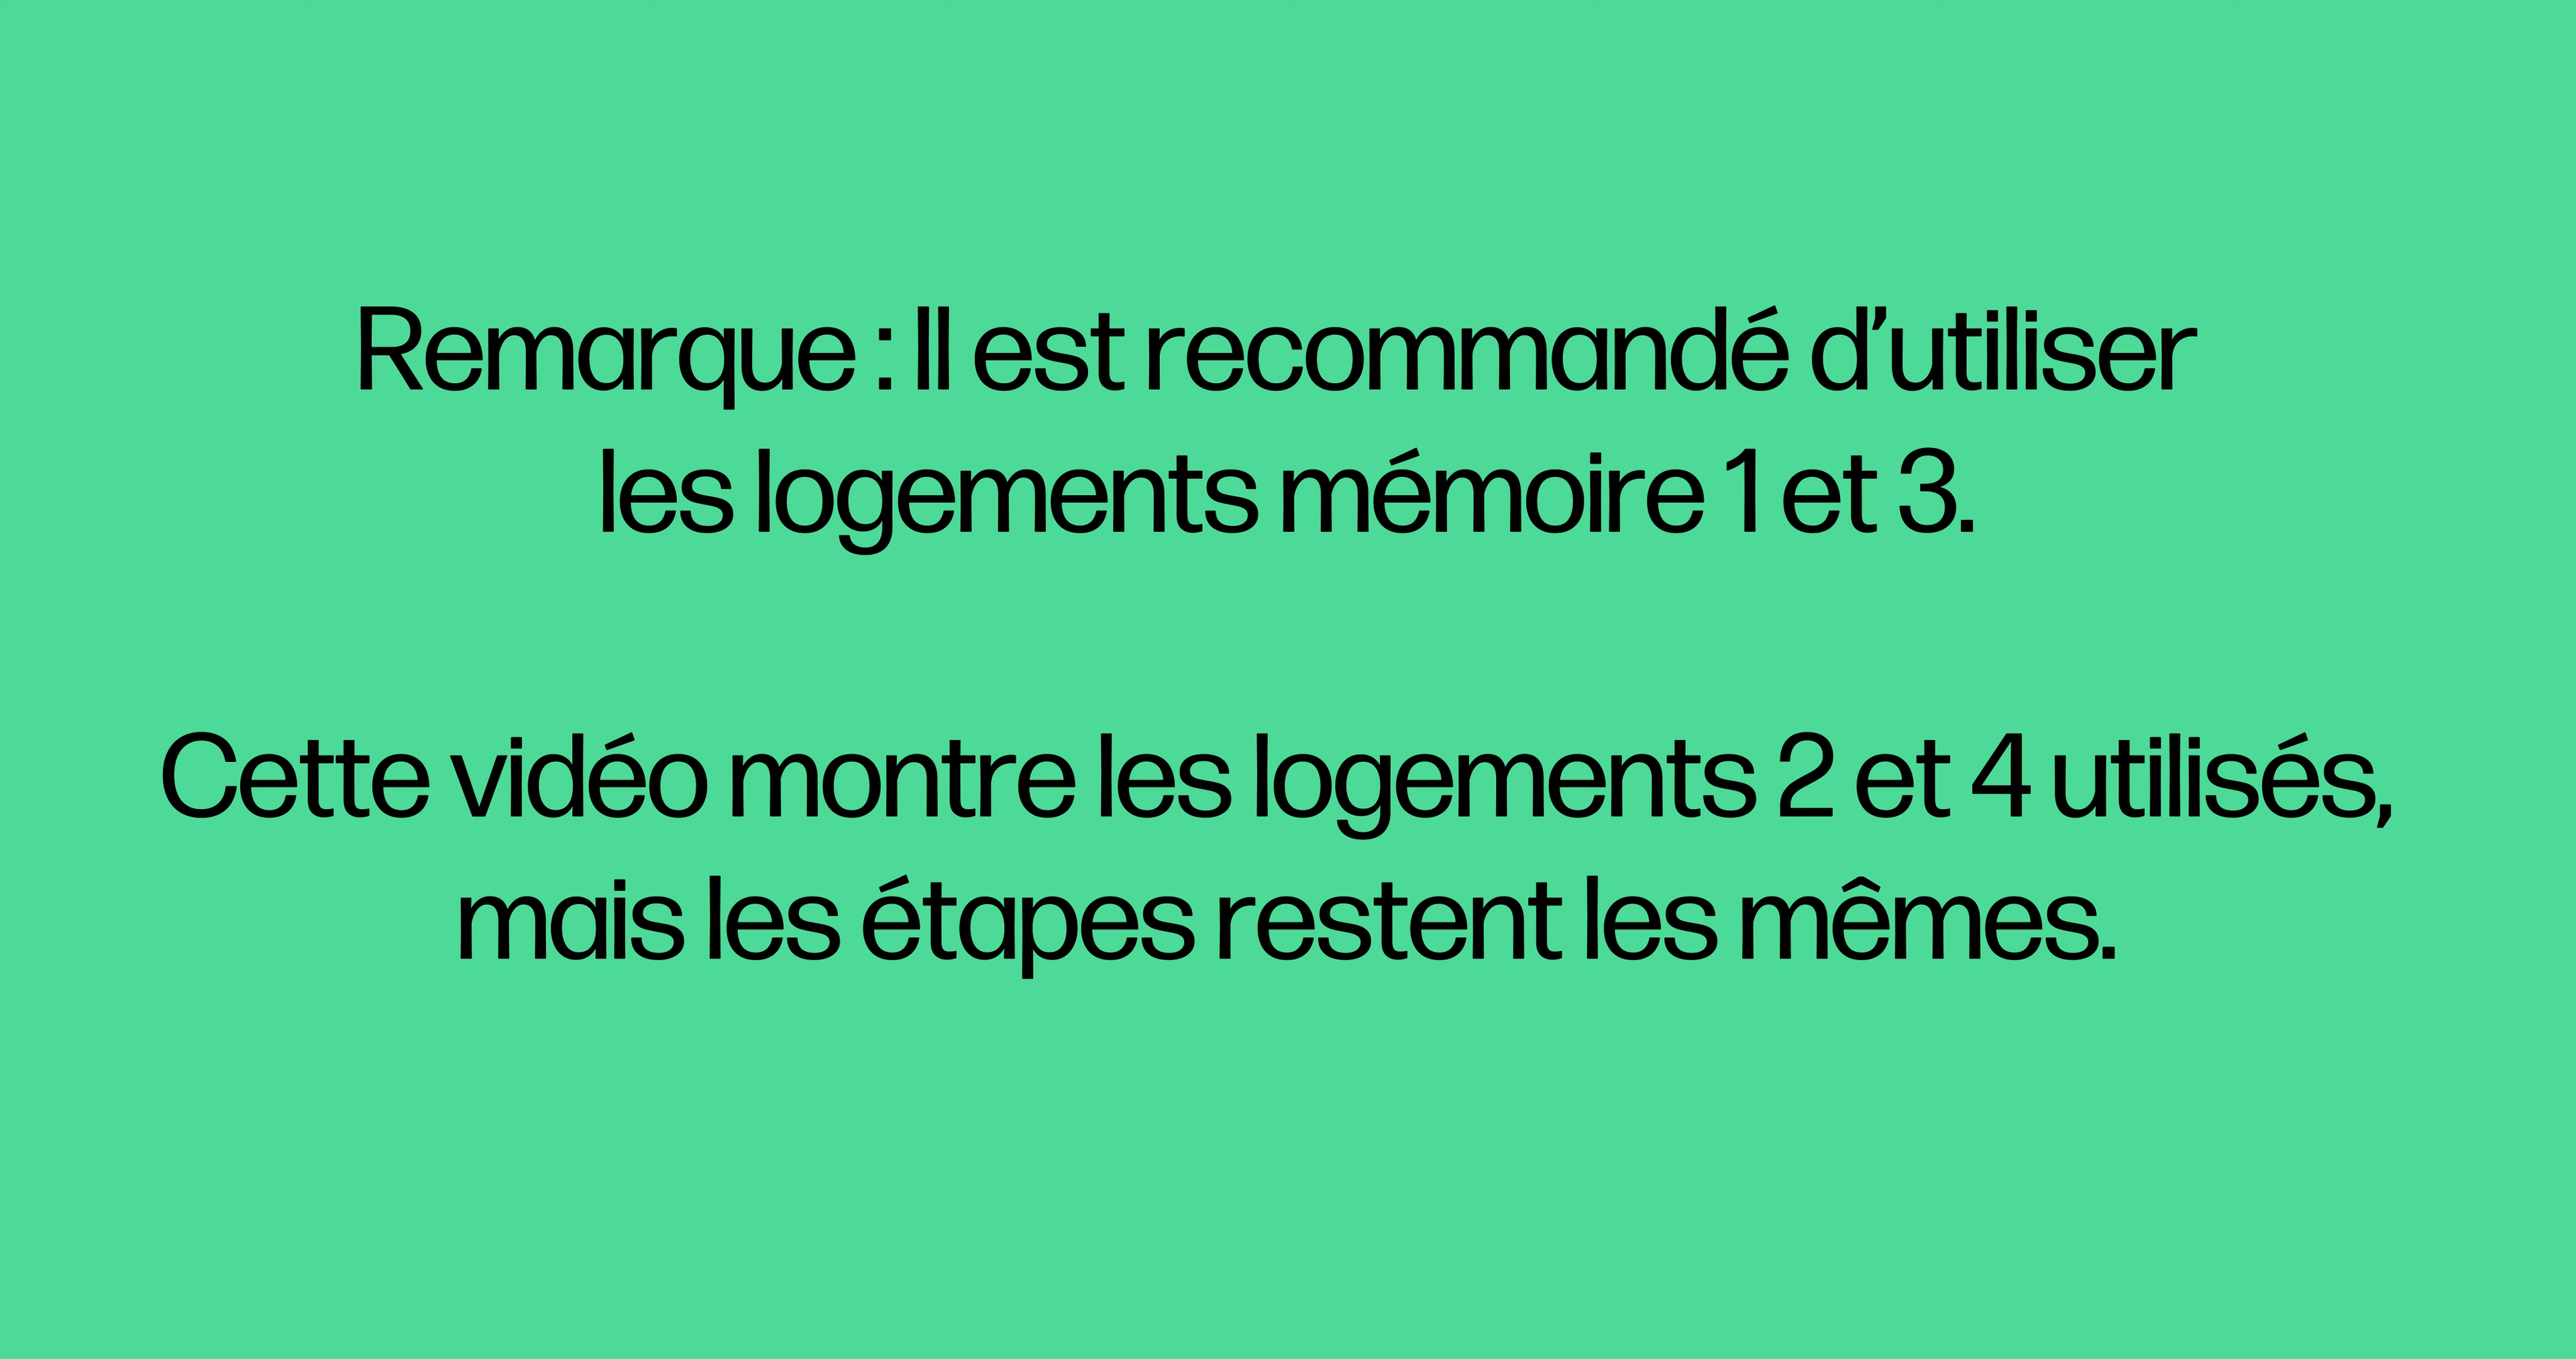 Remarque : Il est recommandé d’utiliser
les logements mémoire 1 et 3.
Cette vidéo montre les logements 2 et 4 utilisés,
mais les étapes restent les mêmes.